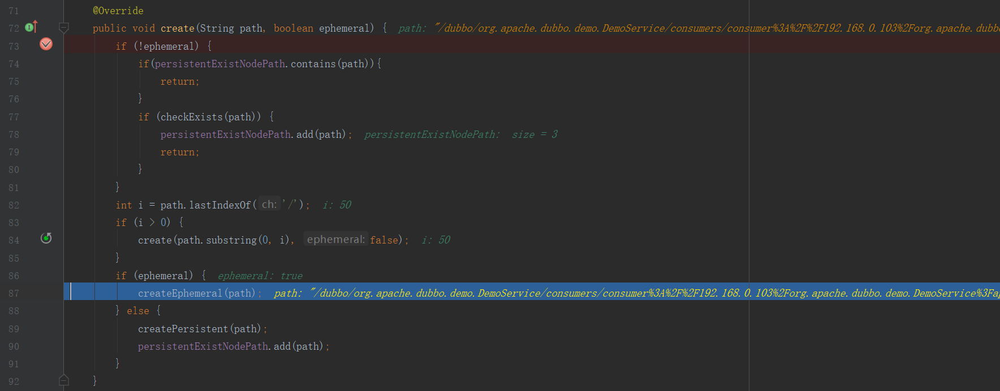 71 @Override
72 public void create(String path, boolean ephemeral) { path: "/dubbo/org.apache.dubbo.demo.DemoService/consumers/consumer%3A%2F%2F192.168.0.103%2Forg.apache.dubb
73 if (!ephemeral) {
74 if(persistentExistNodePath.contains(path)){
75 return;
76 }
77 if (checkExists(path)) {
78 persistentExistNodePath.add(path); persistentExistNodePath: size = 3
79 return;
80 }
81 }
82 int i = path.lastIndexOf( ch: '/'); i: 50
83 if (i > 0) {
84 create(path.substring(0, i), ephemeral: false); i: 50
85 }
86 if (ephemeral) { ephemeral: true
87 createEphemeral(path); path: "/dubbo/org.apache.dubbo.demo.DemoService/consumers/consumer%3A%2F%2F192.168.0.103%2Forg.apache.dubbo.demo.DemoService%3Fap
88 } else {
89 createPersistent(path);
90 persistentExistNodePath.add(path);
91 }
92 }